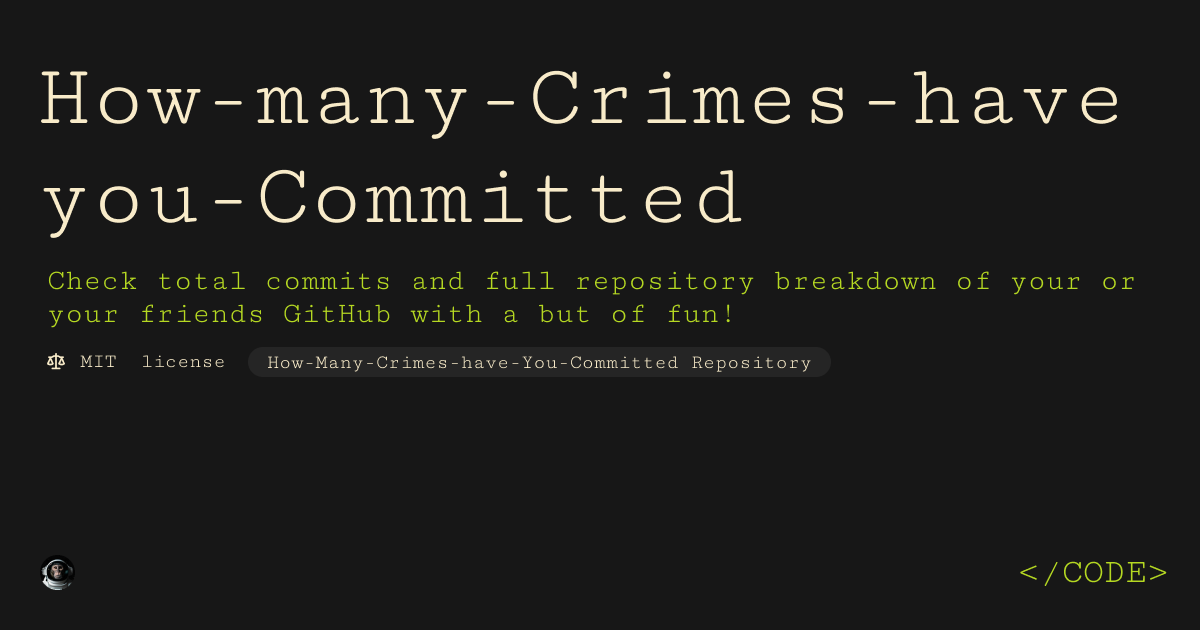 How-many-Crimes-have
you-Committed
Check total commits and full repository breakdown of your or
your friends GitHub with a but of fun!
MIT license How-Many-Crimes-have-You-Committed Repository
</CODE>